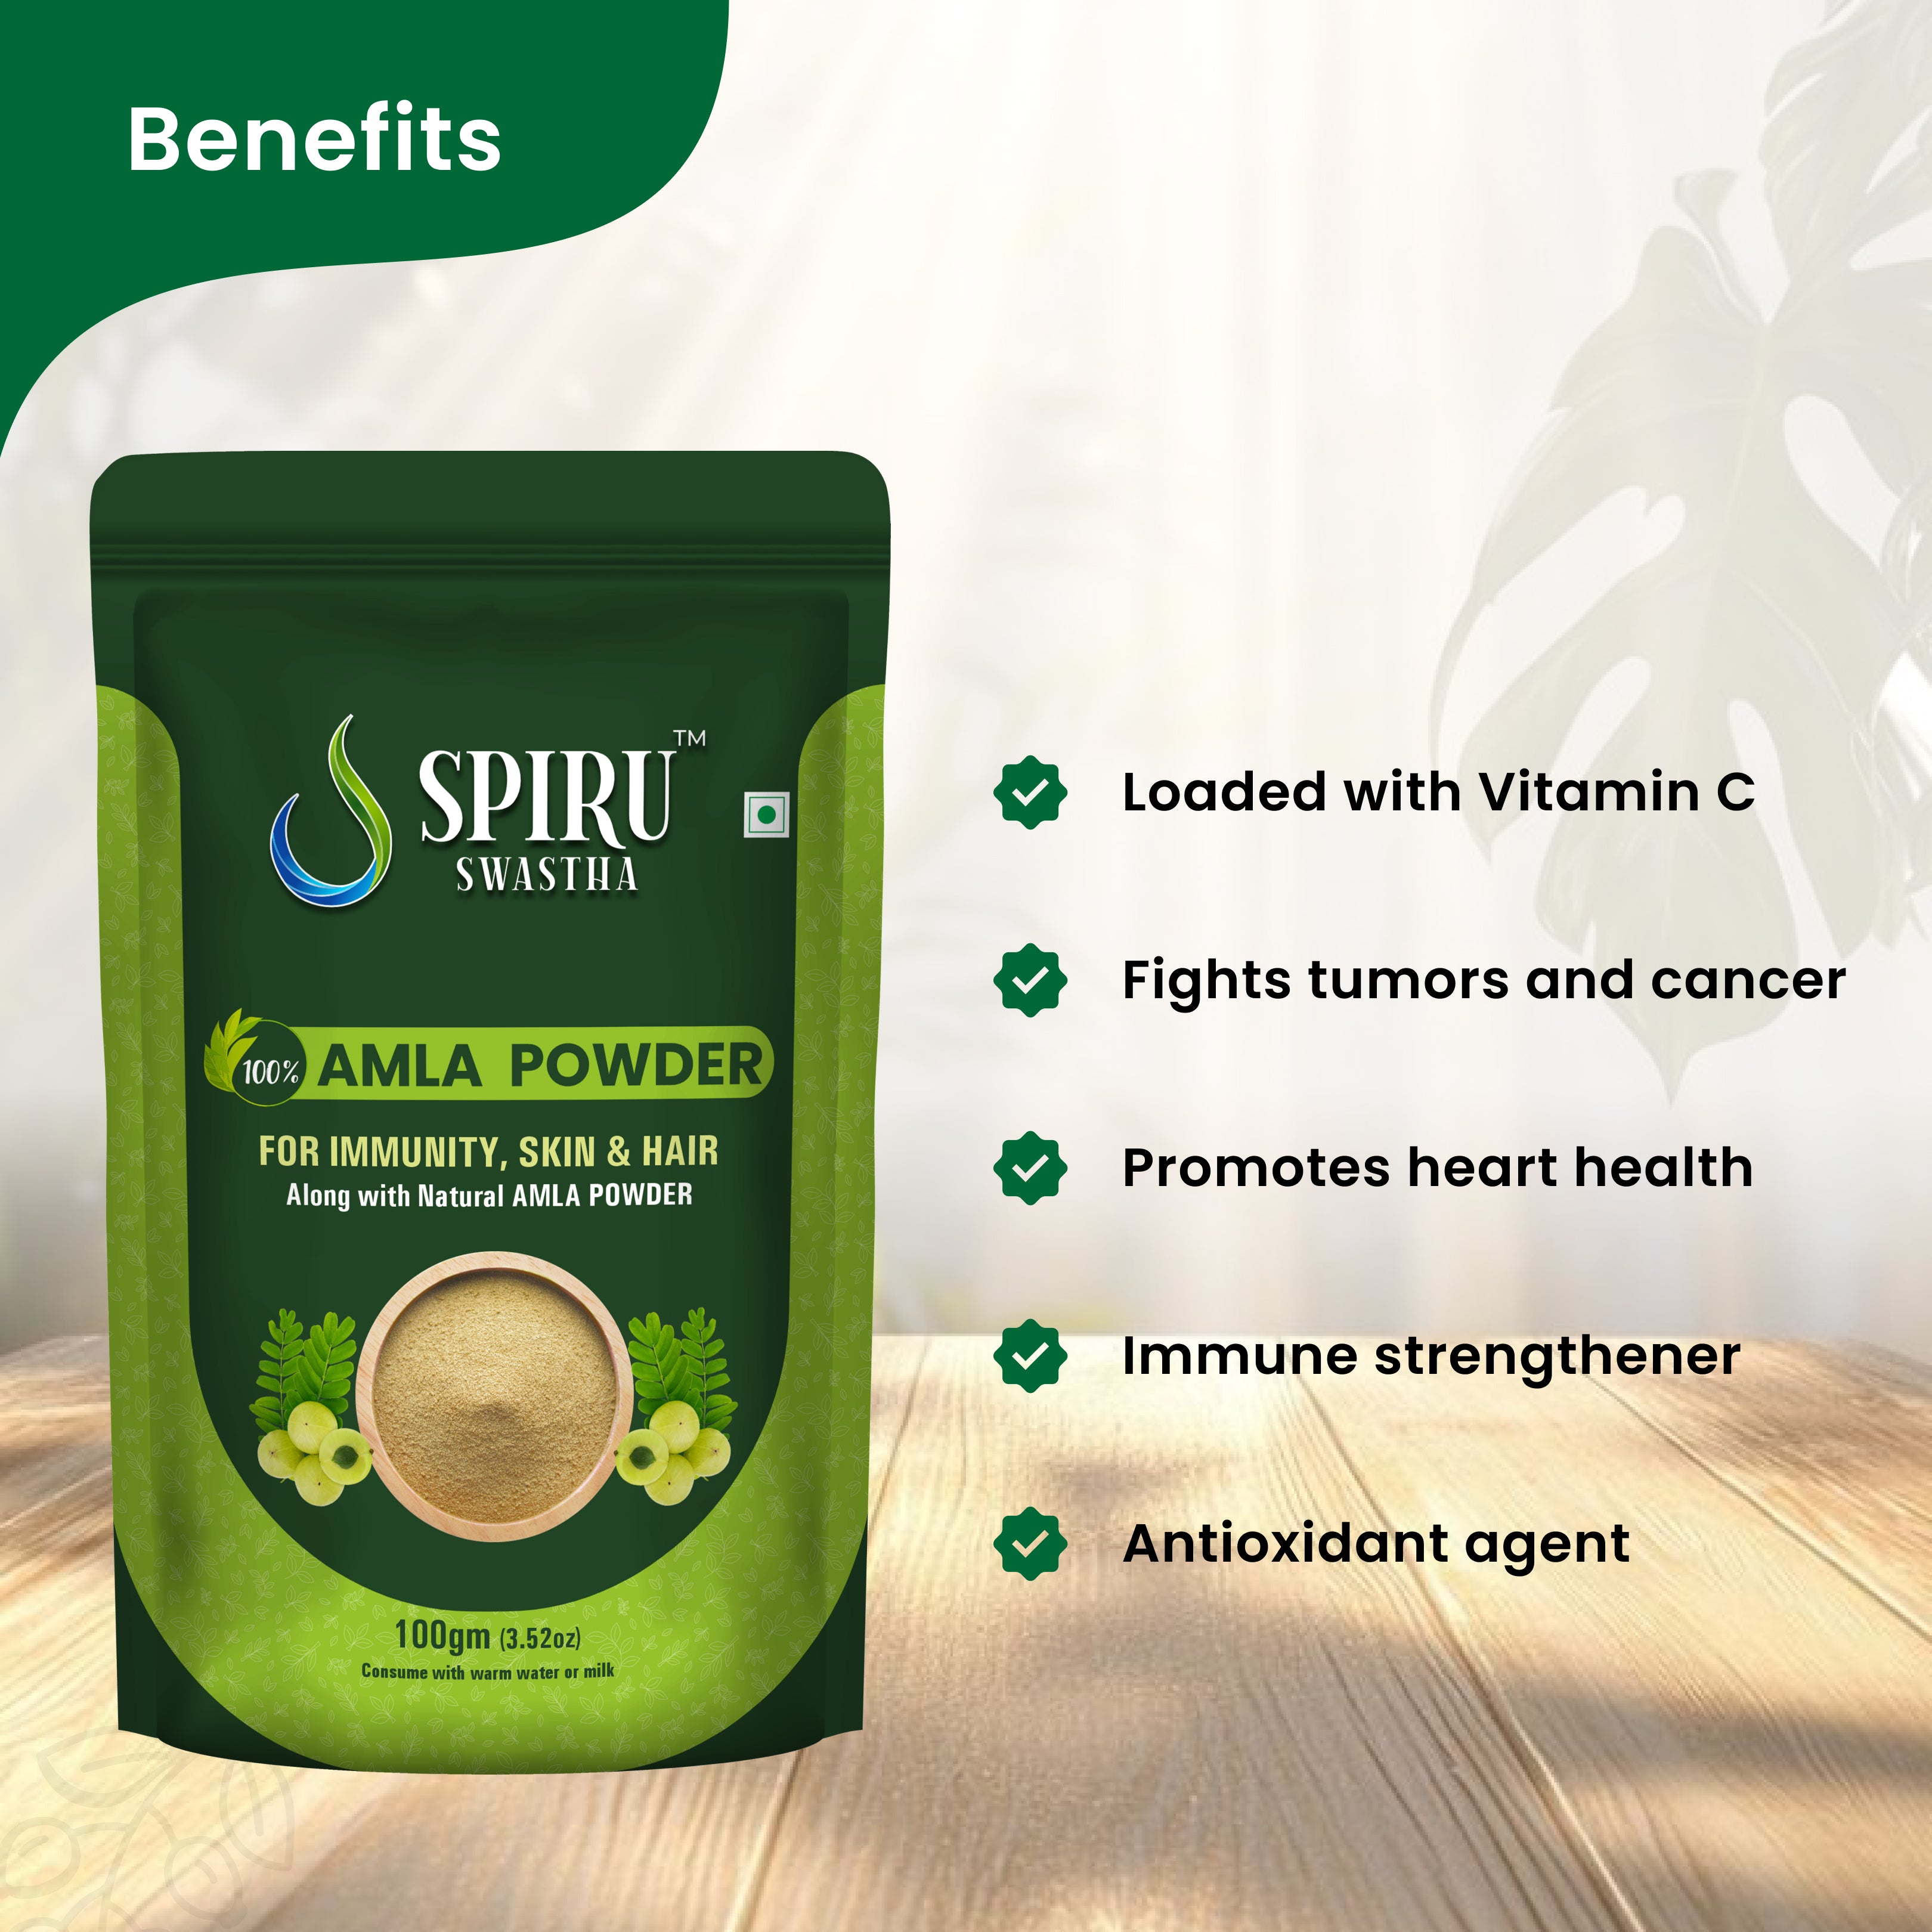 Benefits
SPIRU™
SWASTHA
100% AMLA POWDER
FOR IMMUNITY, SKIN & HAIR
Along with Natural AMLA POWDER
100gm (3.52oz)
Consume with warm water or milk
Loaded with Vitamin C
Fights tumors and cancer
Promotes heart health
Immune strengthener
Antioxidant agent